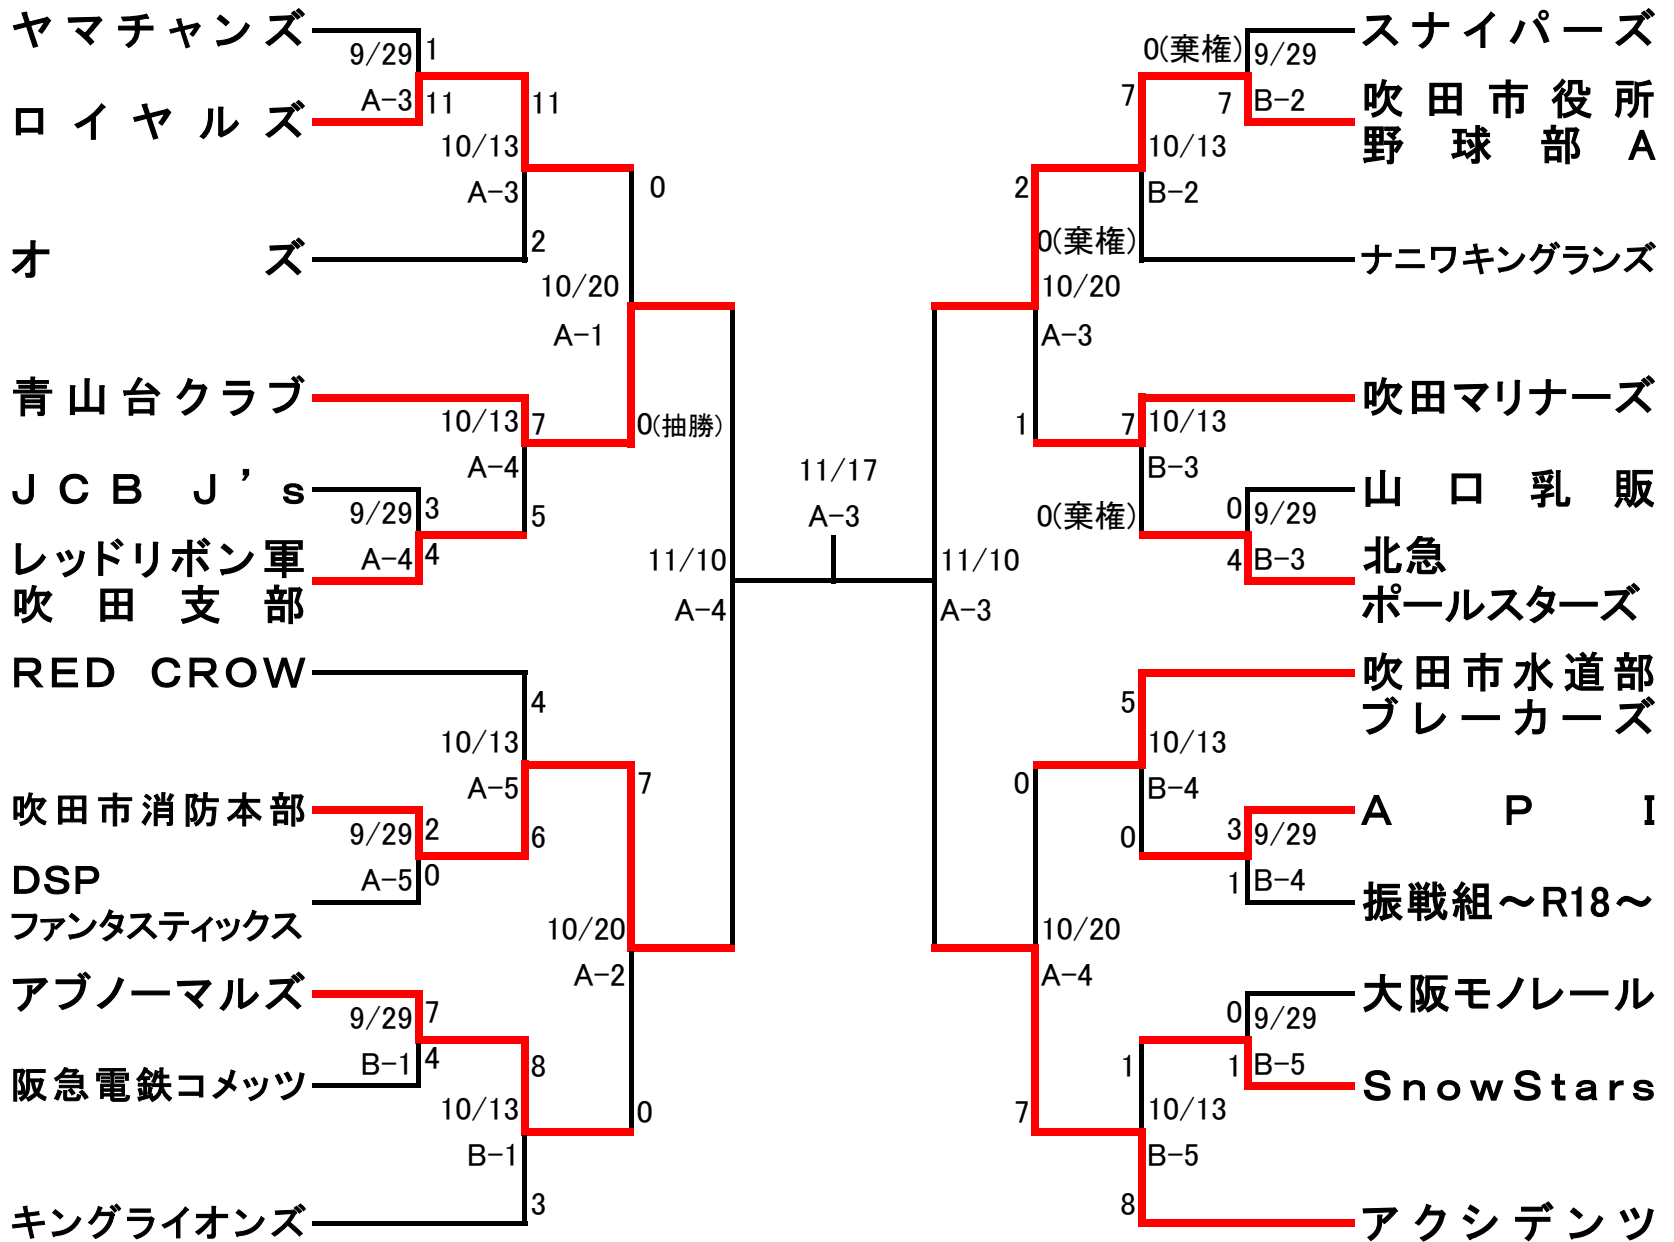 ヤマチャンズ
9/29
1
A-3
11
ロイヤルズ
11
10/13
A-3
2
オズ
0
10/20
A-1
0(抽勝)
青山台クラブ
10/13
7
A-4
5
JCB J's
9/29
3
A-4
4
レッドリボン軍
吹田支部
11/10
A-4
RED CROW
4
10/13
A-5
6
吹田市消防本部
9/29
2
A-5
0
DSP
ファンタスティックス
7
10/20
A-2
0
アブノーマルズ
9/29
7
B-1
4
阪急電鉄コメッツ
8
10/13
B-1
3
キングライオンズ
11/17
A-3
スナイパーズ
0(棄権)
9/29
7
B-2
吹田市役所
野球部A
7
10/13
B-2
0(棄権)
ナニワキングランズ
2
10/20
A-3
1
吹田マリナーズ
7
10/13
B-3
0(棄権)
山口乳販
0
9/29
4
B-3
北急
ポールスターズ
11/10
A-3
吹田市水道部
ブレーカーズ
5
10/13
B-4
0
API
3
9/29
1
B-4
振戦組～R18～
0
10/20
A-4
7
大阪モノレール
0
9/29
1
B-5
SnowStars
1
10/13
B-5
8
アクシデンツ